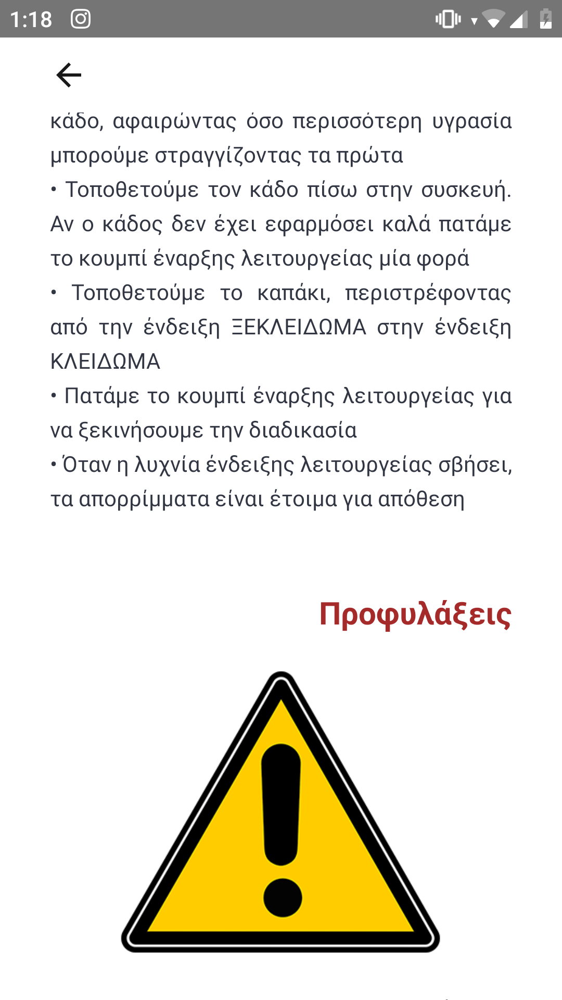 1:18
κάδο, αφαιρώντας όσο περισσότερη υγρασία
μπορούμε στραγγίζοντας τα πρώτα
• Τοποθετούμε τον κάδο πίσω στην συσκευή.
Αν ο κάδος δεν έχει εφαρμόσει καλά πατάμε
το κουμπί έναρξης λειτουργείας μία φορά
• Τοποθετούμε το καπάκι, περιστρέφοντας
από την ένδειξη ΞΕΚΛΕΙΔΩΜΑ στην ένδειξη
ΚΛΕΙΔΩΜΑ
• Πατάμε το κουμπί έναρξης λειτουργείας για
να ξεκινήσουμε την διαδικασία
• Όταν η λυχνία ένδειξης λειτουργείας σβήσει,
τα απορρίμματα είναι έτοιμα για απόθεση
Προφυλάξεις